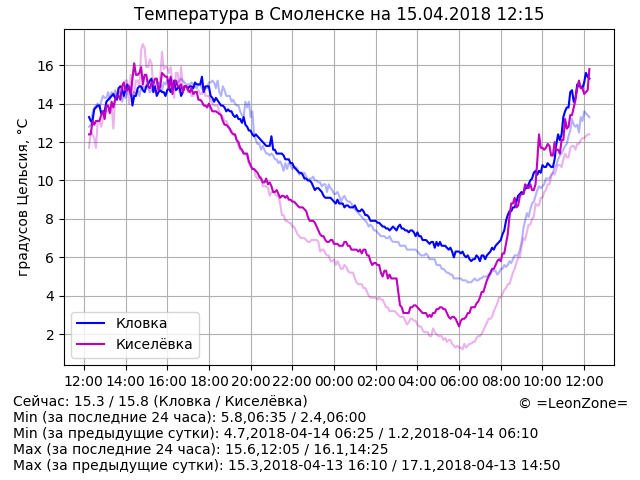 Температура в Смоленске на 15.04.2018 12:15
градусов Цельсия, °C
16
14
12
10
8
6
4
2
Кловка
Киселёвка
12:00 14:00 16:00 18:00 20:00 22:00 00:00 02:00 04:00 06:00 08:00 10:00 12:00
Сейчас: 15.3 / 15.8 (Кловка / Киселёвка)
© =LeonZone=
Min (за последние 24 часа): 5.8,06:35 / 2.4,06:00
Min (за предыдущие сутки): 4.7,2018-04-14 06:25 / 1.2,2018-04-14 06:10
Max (за последние 24 часа): 15.6,12:05 / 16.1,14:25
Max (за предыдущие сутки): 15.3,2018-04-13 16:10 / 17.1,2018-04-13 14:50